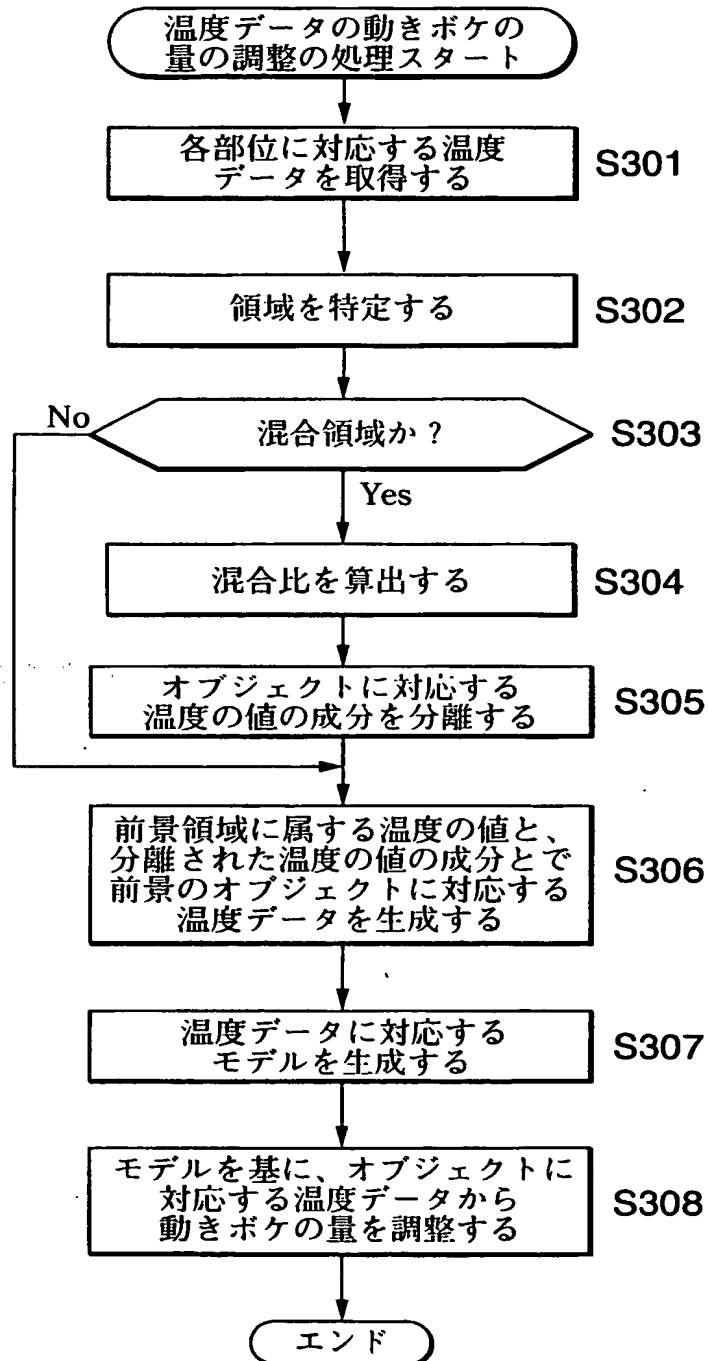 温度データの動きボケの
量の調整の処理スタート
各部位に対応する温度
データを取得する
S301
領域を特定する
S302
混合領域か?
S303
No
Yes
混合比を算出する
S304
オブジェクトに対応する
温度の値の成分を分離する
S305
前景領域に属する温度の値と、
分離された温度の値の成分とで
前景のオブジェクトに対応する
温度データを生成する
S306
温度データに対応する
モデルを生成する
S307
モデルを基に、オブジェクトに
対応する温度データから
動きボケの量を調整する
S308
エンド